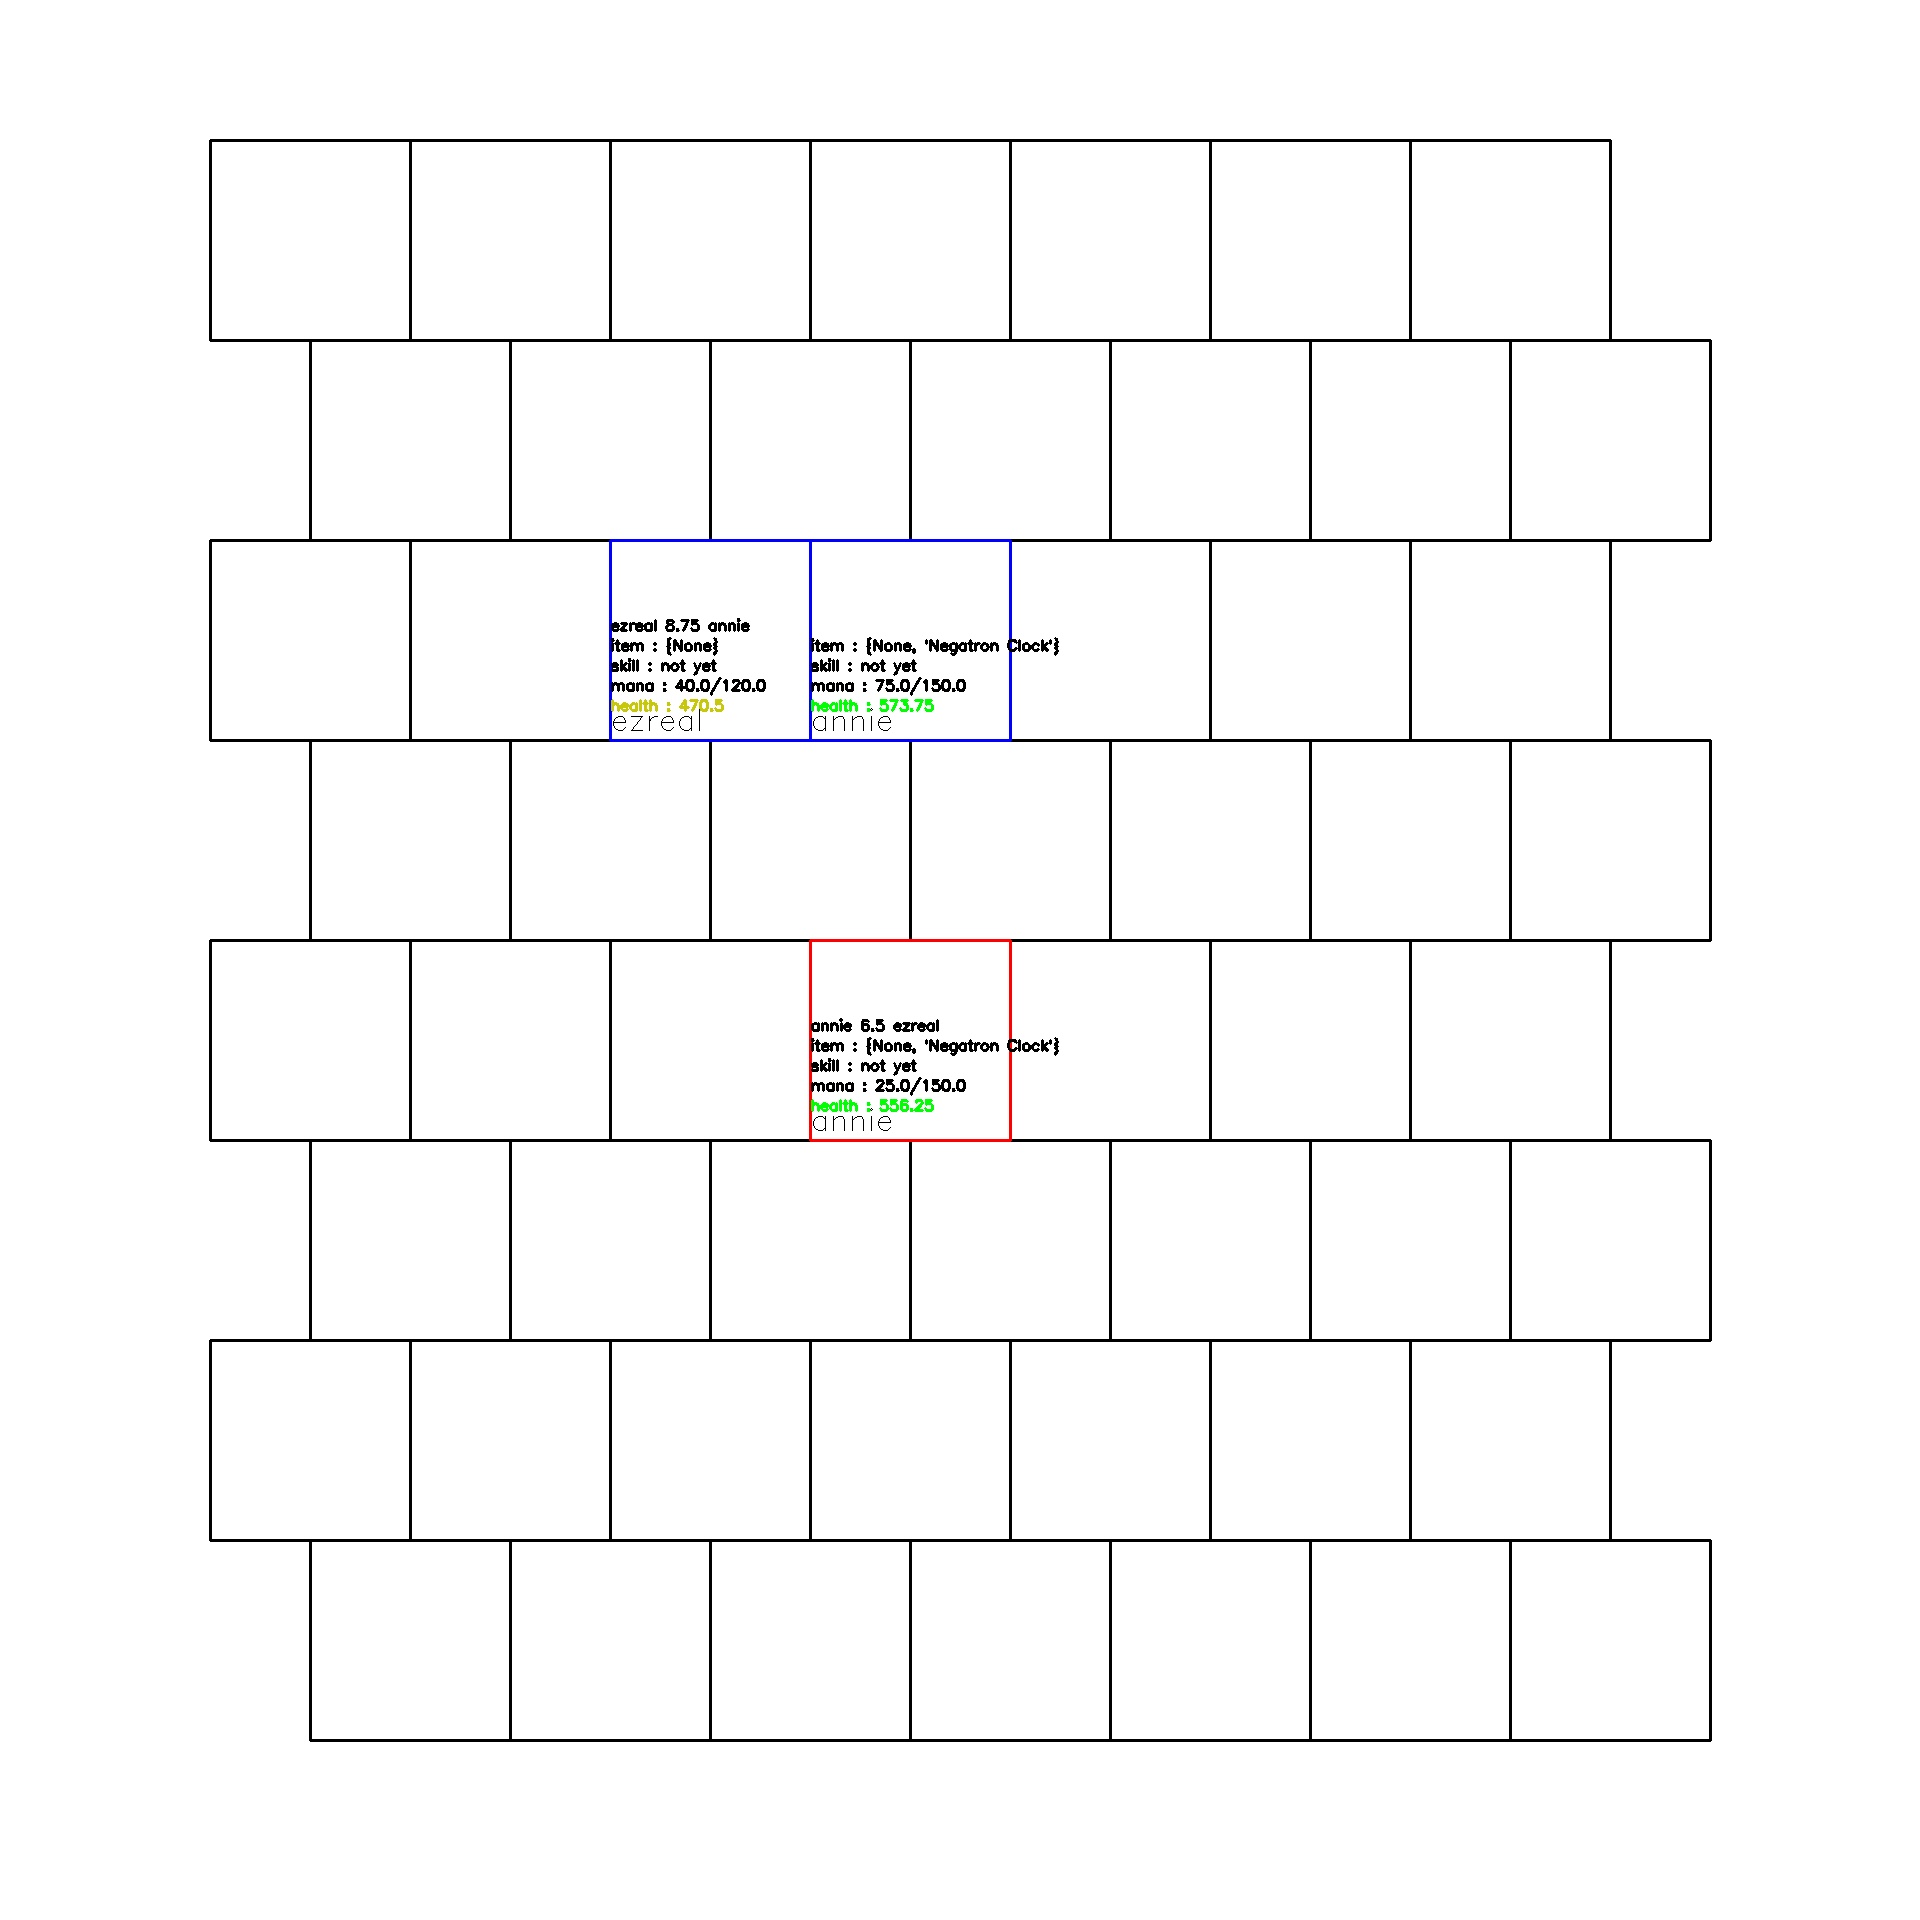 ezreal 8.75 annie
item : {None}
skill : not yet
mana : 40.0/120.0
health : 470.5
ezreal
item : {None, 'Negatron Clock'}
skill : not yet
mana : 75.0/150.0
health : 573.75
annie
annie 6.5 ezreal
item : {None, 'Negatron Clock'}
skill : not yet
mana : 25.0/150.0
health : 556.25
annie